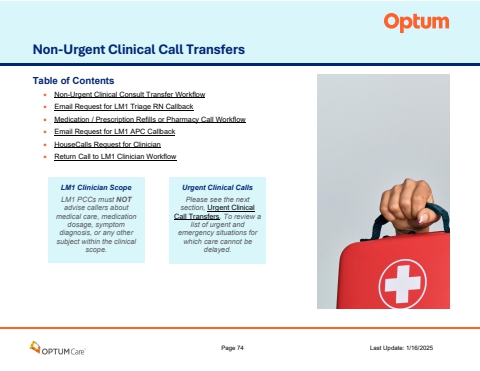 Optum
Non-Urgent Clinical Call Transfers
Table of Contents
• Non-Urgent Clinical Consult Transfer Workflow
• Email Request for LM1 Triage RN Callback
• Medication / Prescription Refills or Pharmacy Call Workflow
• Email Request for LM1 APC Callback
• HouseCalls Request for Clinician
• Return Call to LM1 Clinician Workflow
LM1 Clinician Scope
LM1 PCCs must NOT
advise callers about
medical care, medication
dosage, symptom
diagnosis, or any other
subject within the clinical
scope.
Urgent Clinical Calls
Please see the next
section, Urgent Clinical
Call Transfers. To review a
list of urgent and
emergency situations for
which care cannot be
delayed.
OPTUMCare
Page 74
Last Update: 1/16/2025